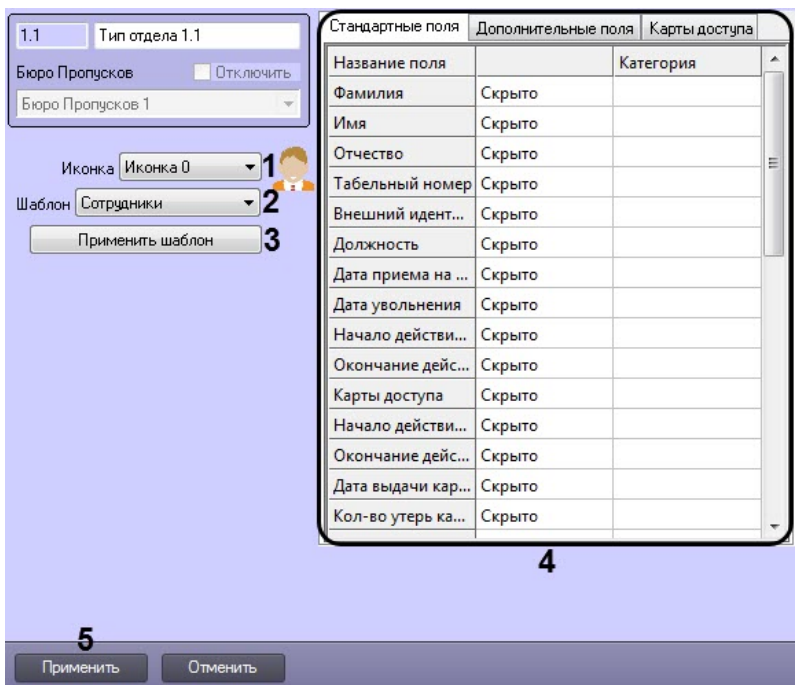 1.1 Тип отдела 1.1
Бюро Пропусков Отключить
Бюро Пропусков 1
Иконка Иконка 0 1
Шаблон Сотрудники 2
Применить шаблон 3
Стандартные поля Дополнительные поля Карты доступа
Название поля Категория
Фамилия Скрыто
Имя Скрыто
Отчество Скрыто
Табельный номер Скрыто
Внешний идент... Скрыто
Должность Скрыто
Дата приема на ... Скрыто
Дата увольнения Скрыто
Начало действи... Скрыто
Окончание дейс... Скрыто
Карты доступа Скрыто
Начало действи... Скрыто
Окончание дейс... Скрыто
Дата выдачи кар... Скрыто
Кол-во утерь ка... Скрыто
4
5
Применить Отменить